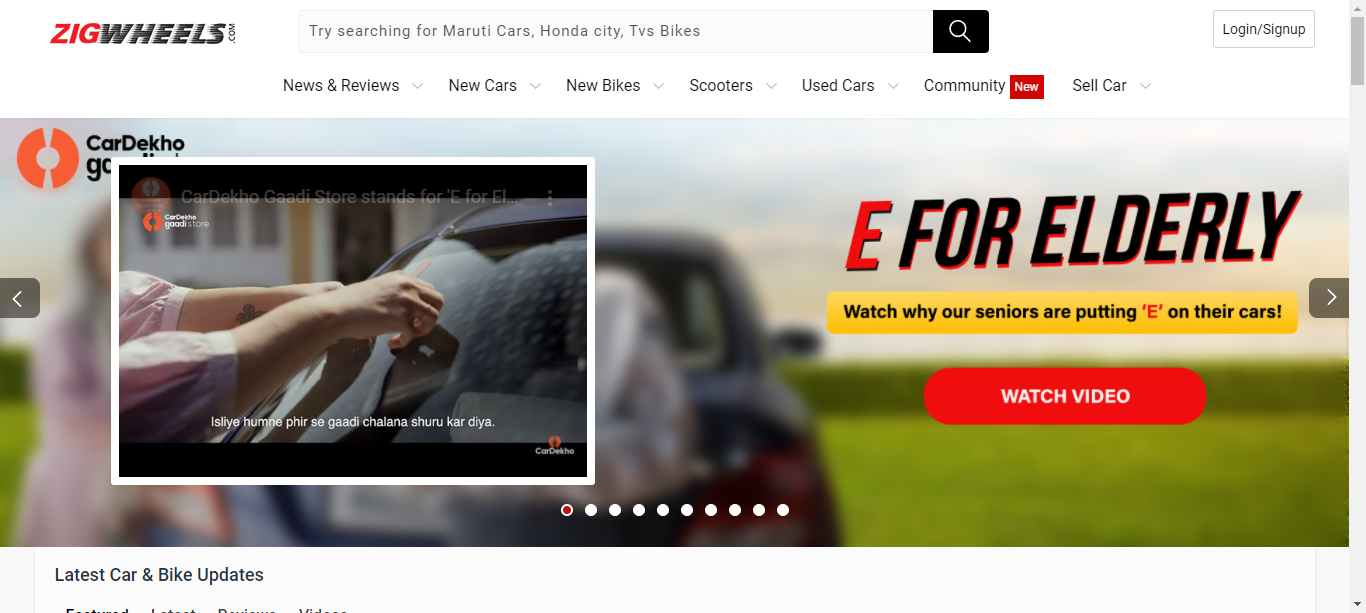 ZIGWHEELS.COM
Try searching for Maruti Cars, Honda city, Tvs Bikes
Login/Signup
News & Reviews
New Cars
New Bikes
Scooters
Used Cars
Community New
Sell Car
CarDekho
CarDekho Gaadi Store stands for 'E for El...
CarDekho
gaadi store
Isliye humne phir se gaadi chalana shuru kar diya.
CarDekho
E FOR ELDERLY
Watch why our seniors are putting 'E' on their cars!
WATCH VIDEO
Latest Car & Bike Updates
Featured Latest Reviews Videos